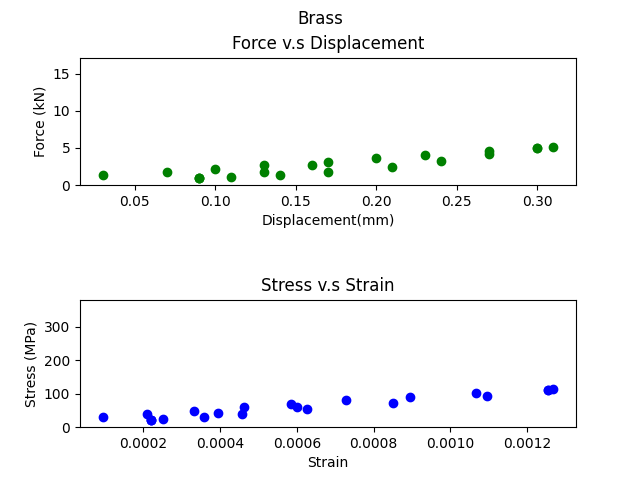 Brass
Force v.s Displacement
Force (kN)
15
10
5
0
0.05 0.10 0.15 0.20 0.25 0.30
Displacement(mm)
Stress v.s Strain
Stress (MPa)
300
200
100
0
0.0002 0.0004 0.0006 0.0008 0.0010 0.0012
Strain